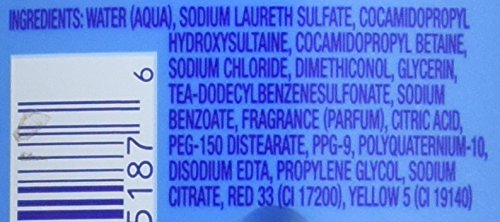 INGREDIENTS: WATER (AQUA), SODIUM LAURETH SULFATE, COCAMIDOPROPYL
HYDROXYSULTAINE, COCAMIDOPROPYL BETAINE,
SODIUM CHLORIDE, DIMETHICONOL, GLYCERIN,
TEA-DODECYLBENZENESULFONATE, SODIUM
BENZOATE, FRAGRANCE (PARFUM), CITRIC ACID,
PEG-150 DISTEARATE, PPG-9, POLYQUATERNIUM-10,
DISODIUM EDTA, PROPYLENE GLYCOL, SODIUM
CITRATE, RED 33 (CI 17200), YELLOW 5 (CI 19140)
5187 6